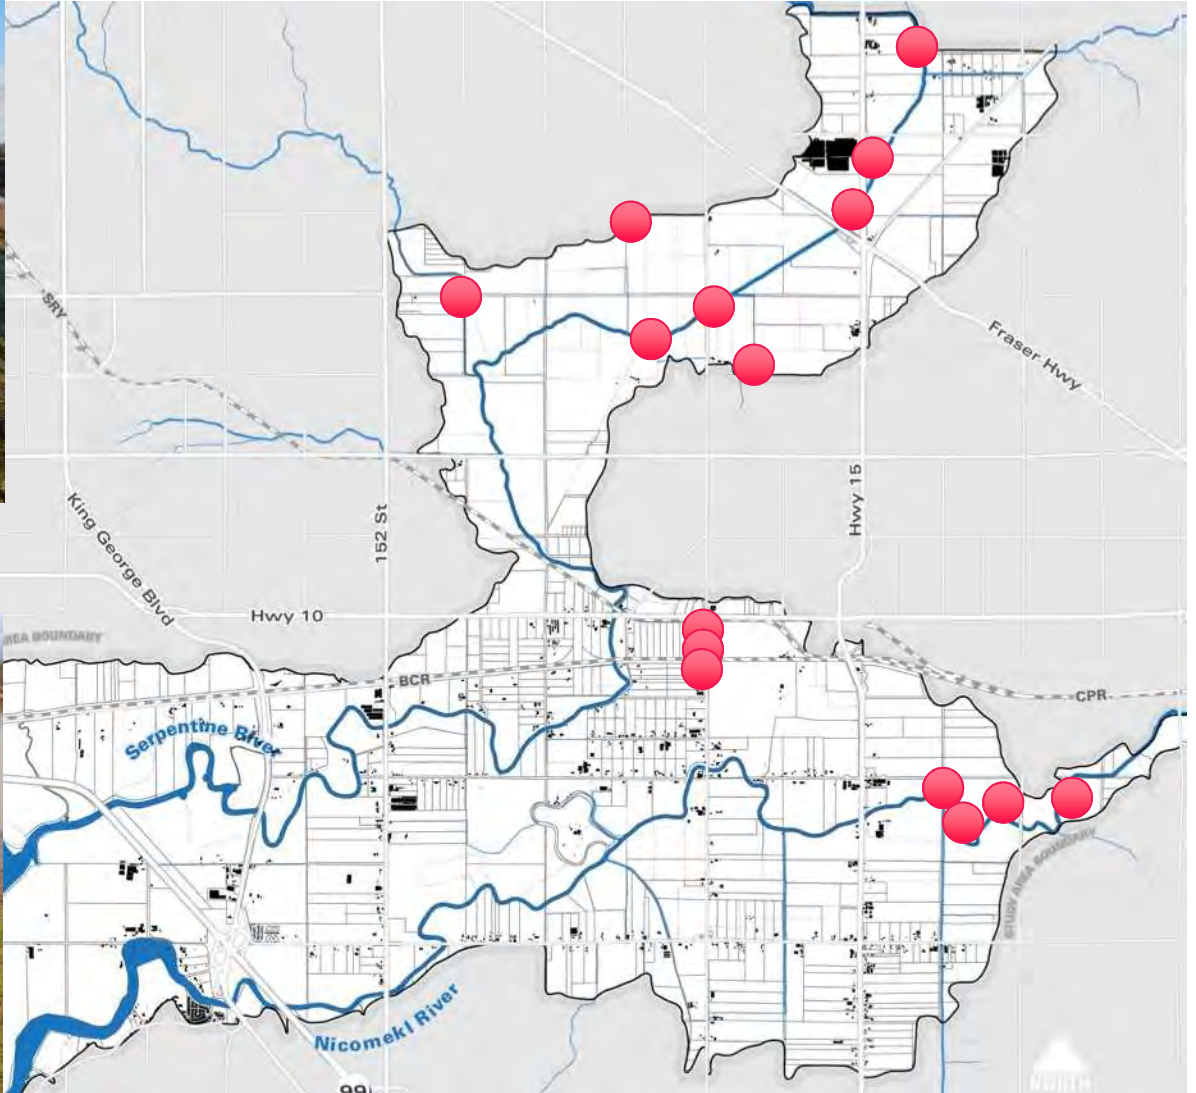 SRY
Fraser Hwy
Hwy 15
152 St
King George Blvd
Hwy 10
AREA BOUNDARY
BCR
CPR
Serpentine River
STUDY AREA BOUNDARY
Nicomekl River
99
NORTH